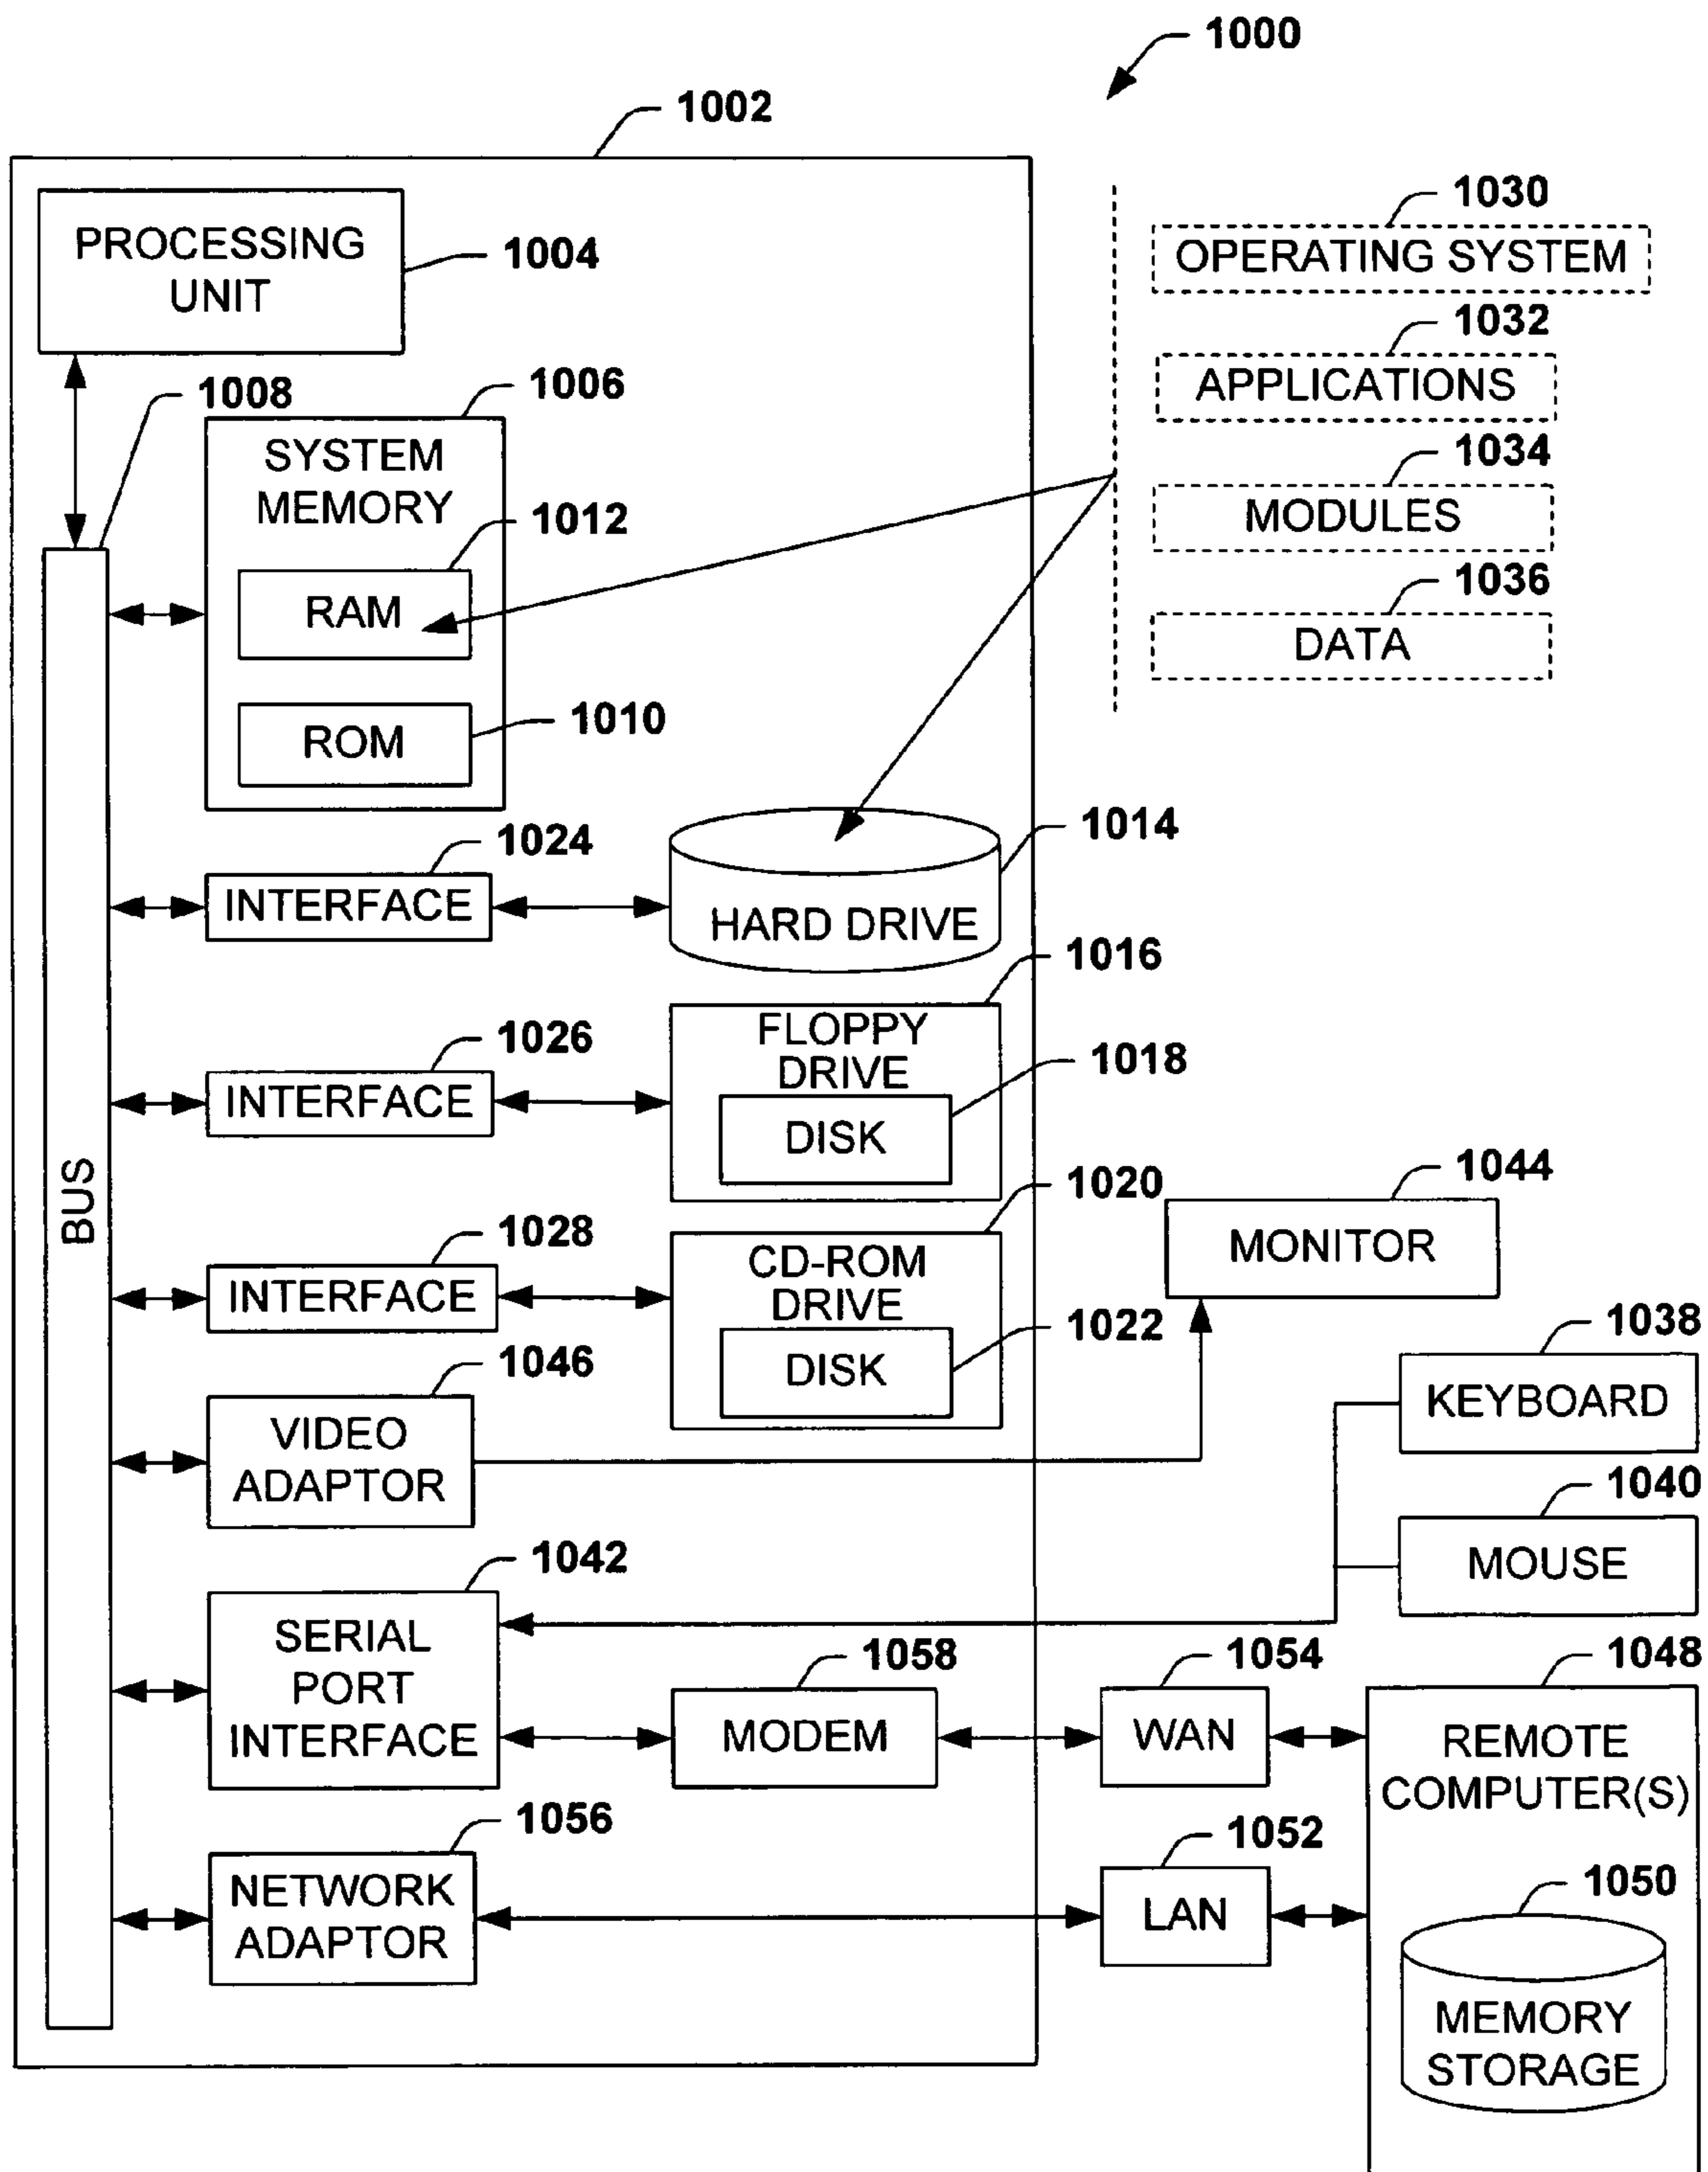 1000
1002
PROCESSING
UNIT
1004
1030
OPERATING SYSTEM
1032
APPLICATIONS
1034
MODULES
1036
DATA
1008
1006
SYSTEM
MEMORY
1012
RAM
ROM
1010
1024
INTERFACE
1014
HARD DRIVE
1016
FLOPPY
DRIVE
1018
DISK
1026
INTERFACE
BUS
1020
CD-ROM
DRIVE
1022
DISK
1028
INTERFACE
1044
MONITOR
1038
KEYBOARD
1040
MOUSE
1046
VIDEO
ADAPTOR
1042
SERIAL
PORT
INTERFACE
1058
MODEM
1054
WAN
1048
REMOTE
COMPUTER(S)
1056
NETWORK
ADAPTOR
1052
LAN
1050
MEMORY
STORAGE